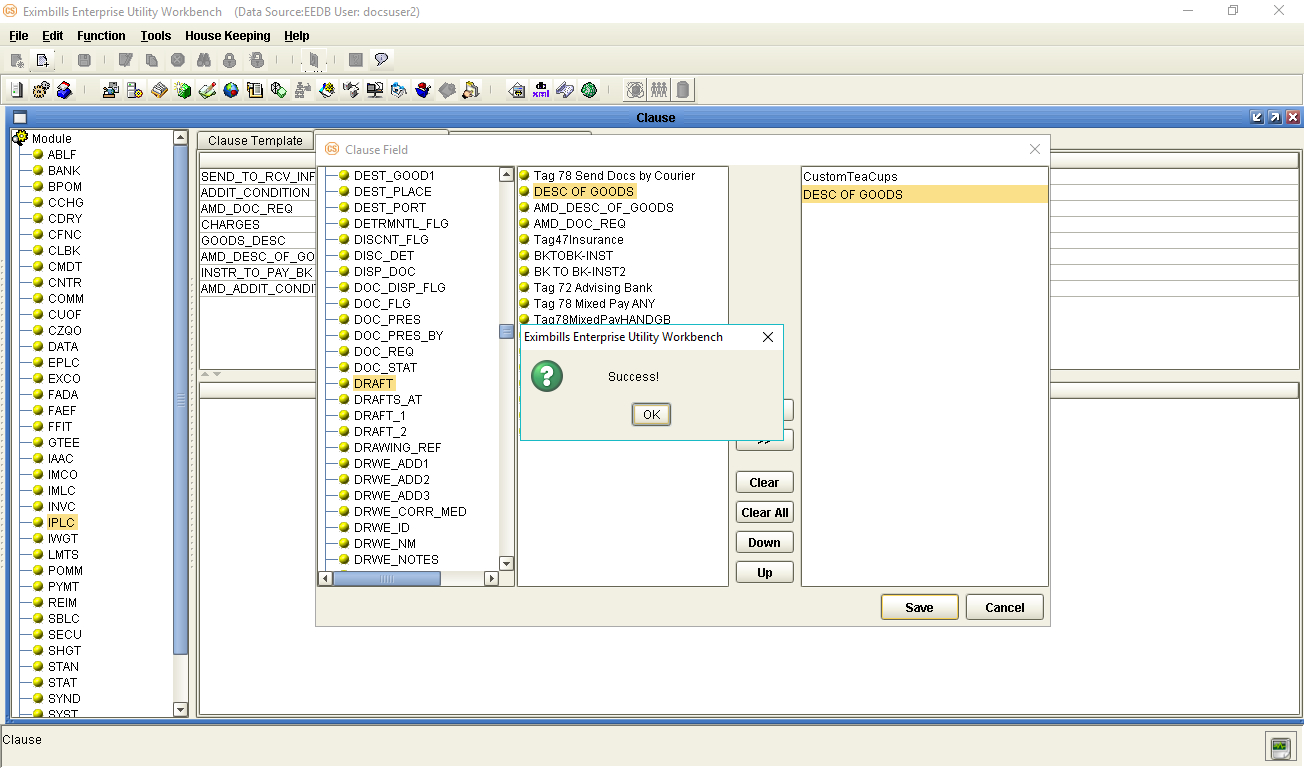 CS Eximbills Enterprise Utility Workbench (Data Source:EEDB User: docsuser2)
File Edit Function Tools House Keeping Help
db
xml
Clause
Module
ABLF
BANK
BPOM
CCHG
CDRY
CFNC
CLBK
CMDT
CNTR
COMM
CUOF
CZQO
DATA
EPLC
EXCO
FADA
FAEF
FFIT
GTEE
IAAC
IMCO
IMLC
INVC
IPLC
IWGT
LMTS
POMM
PYMT
REIM
SBLC
SECU
SHGT
STAN
STAT
SYND
SYST
Clause Template
SEND_TO_RCV_INF
ADDIT_CONDITION
AMD_DOC_REQ
CHARGES
GOODS_DESC
AMD_DESC_OF_GO
INSTR_TO_PAY_BK
AMD_ADDIT_CONDI
CS Clause Field
DEST_GOOD1
DEST_PLACE
DEST_PORT
DETRMNTL_FLG
DISCNT_FLG
DISC_DET
DISP_DOC
DOC_DISP_FLG
DOC_FLG
DOC_PRES
DOC_PRES_BY
DOC_REQ
DOC_STAT
DRAFT
DRAFTS_AT
DRAFT_1
DRAFT_2
DRAWING_REF
DRWE_ADD1
DRWE_ADD2
DRWE_ADD3
DRWE_CORR_MED
DRWE_ID
DRWE_NM
DRWE_NOTES
Tag 78 Send Docs by Courier
DESC OF GOODS
AMD_DESC_OF_GOODS
AMD_DOC_REQ
Tag47Insurance
BKTOBK-INST
BK TO BK-INST2
Tag 72 Advising Bank
Tag 78 Mixed Pay ANY
Tag78MixedPayHANDGB
Eximbills Enterprise Utility Workbench
?
Success!
OK
>>
Clear
Clear All
Down
Up
CustomTeaCups
DESC OF GOODS
Save
Cancel
Clause